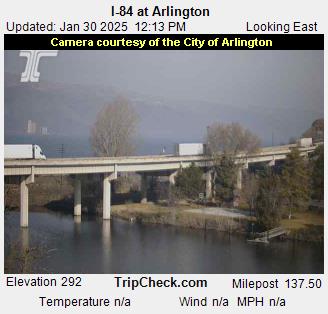 I-84 at Arlington
Updated: Jan 30 2025 12:13 PM Looking East
Camera courtesy of the City of Arlington
Elevation 292 TripCheck.com Milepost 137.50
Temperature n/a Wind n/a MPH n/a